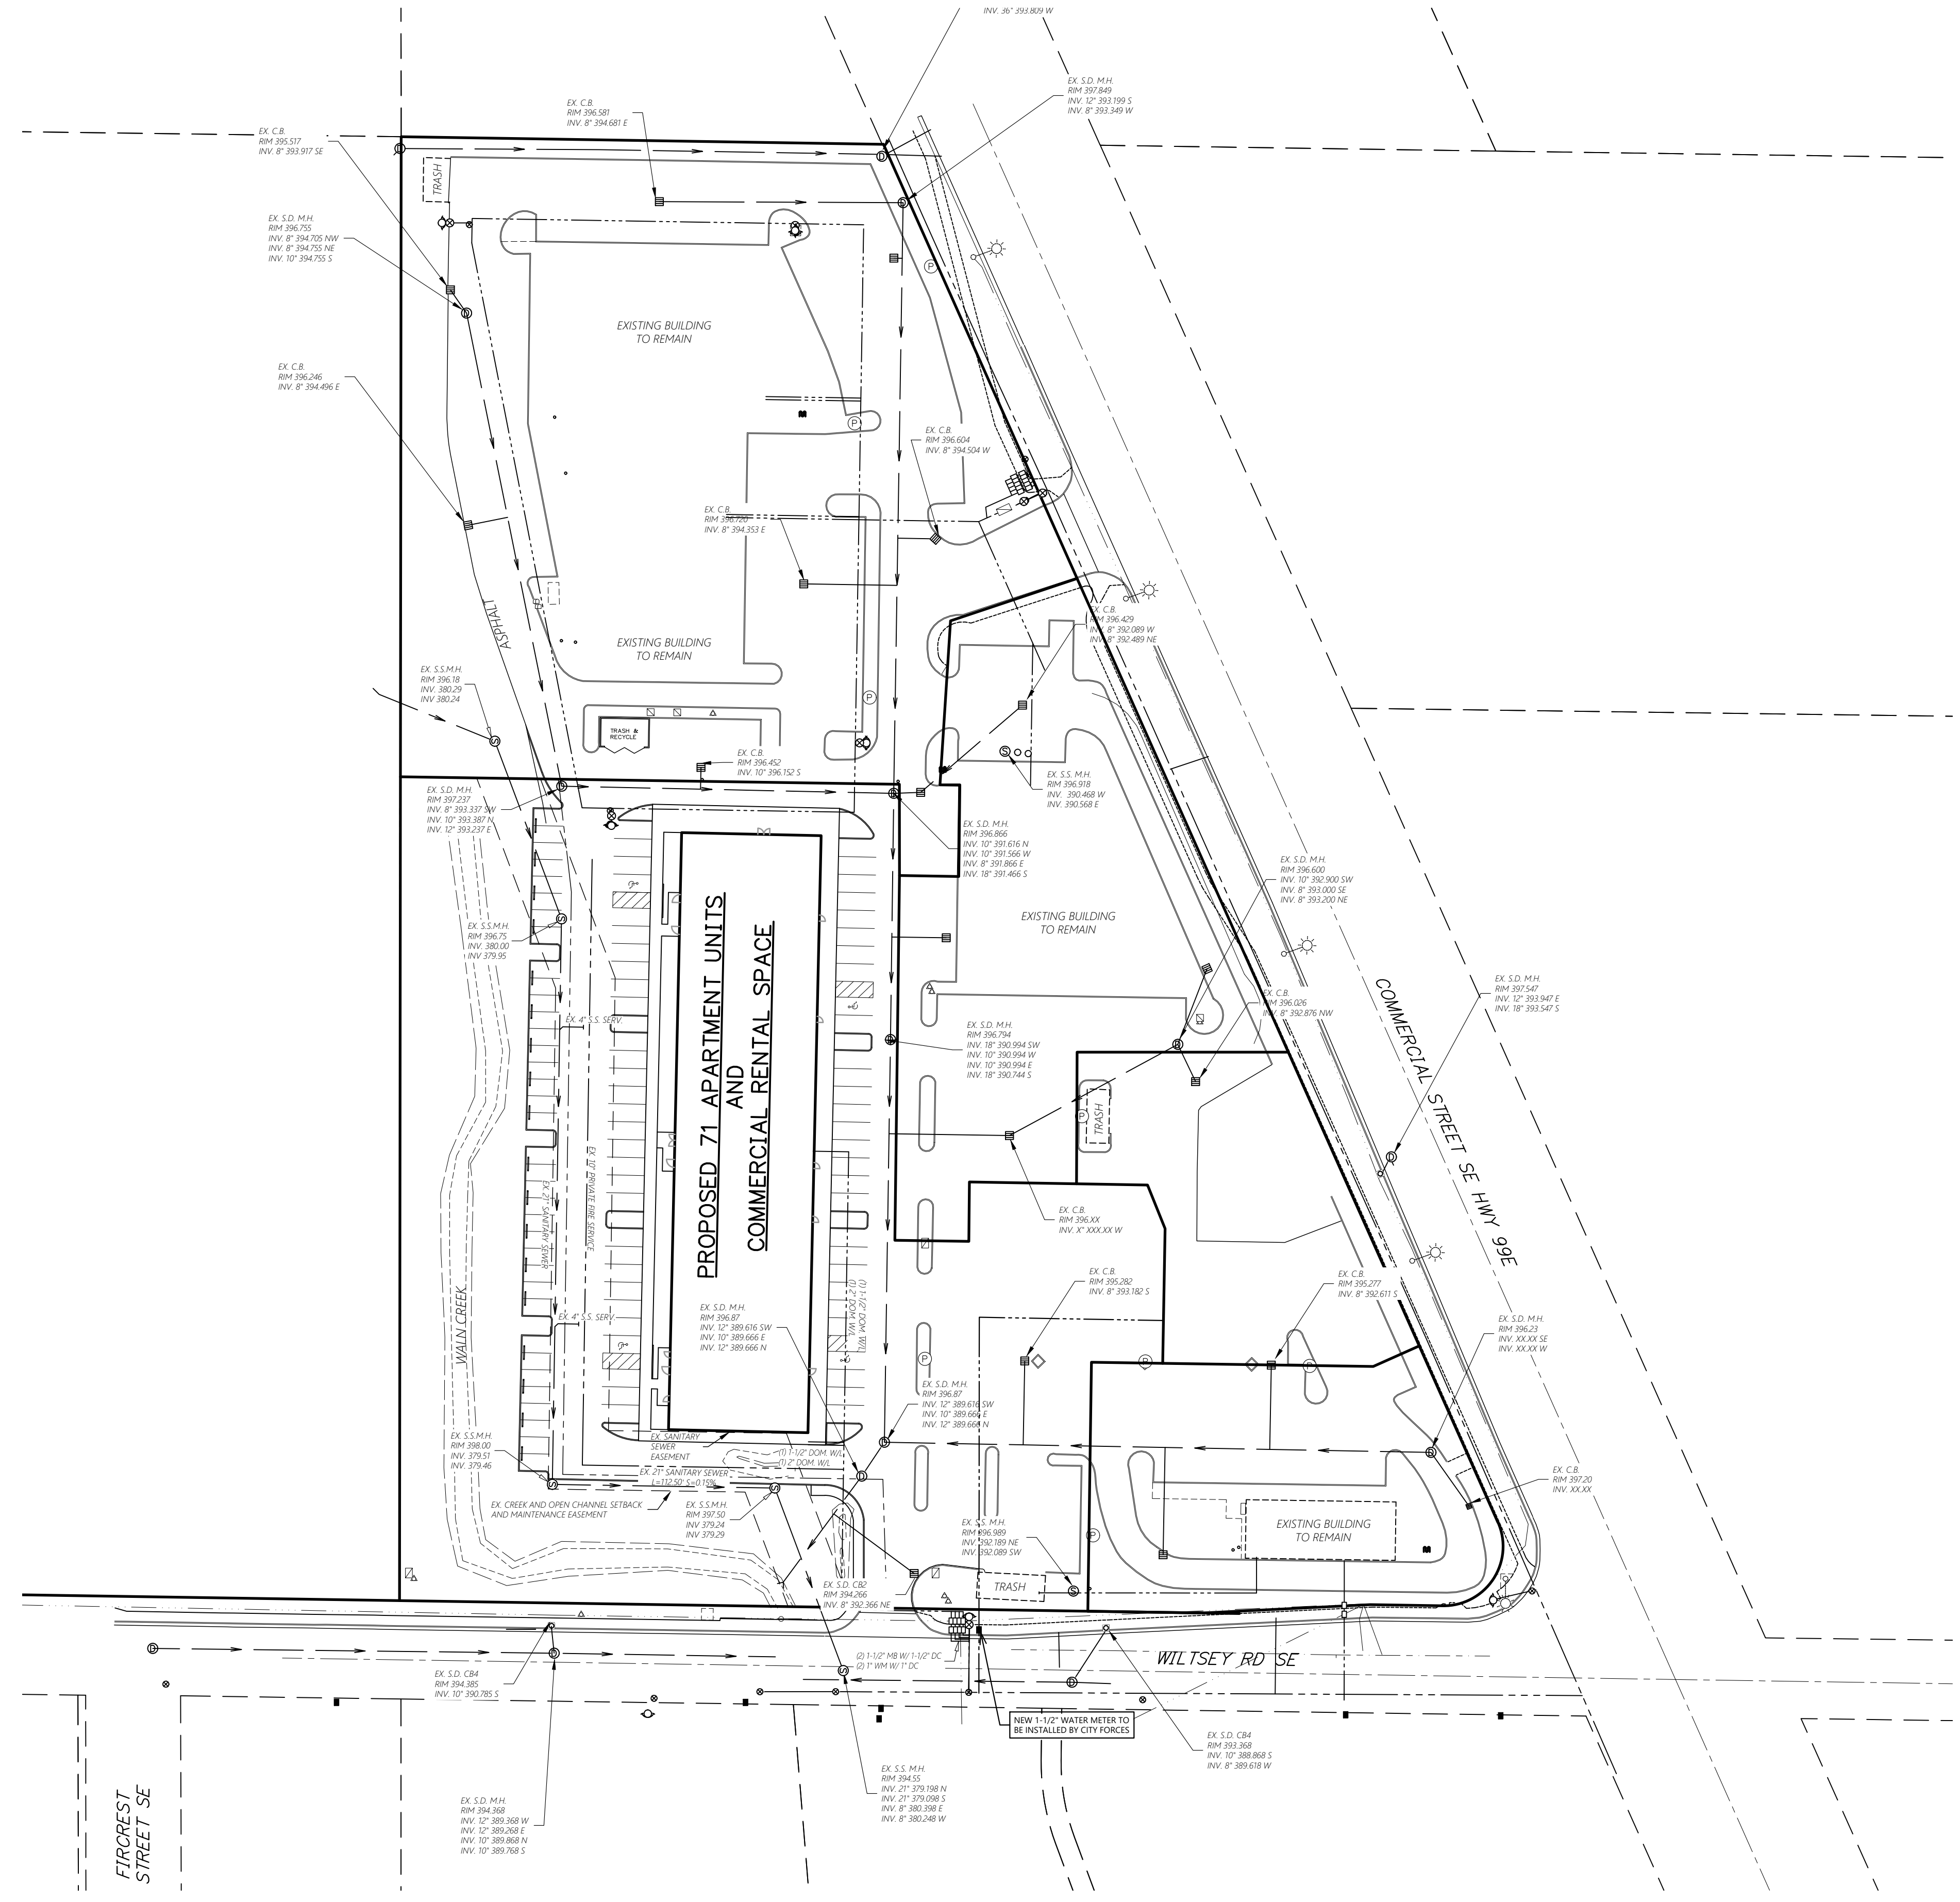 INV. 36" 393.809 W
EX. S.D. M.H.
RIM 397.849
INV. 12" 393.199 S
INV. 8" 393.349 W
EX. C.B.
RIM 396.581
INV. 8" 394.681 E
EX. C.B.
RIM 395.517
INV. 8" 393.917 SE
TRASH
EX. S.D. M.H.
RIM 396.755
INV. 8" 394.705 NW
INV. 8" 394.755 NE
INV. 10" 394.755 S
P
EXISTING BUILDING
TO REMAIN
EX. C.B.
RIM 396.246
INV. 8" 394.496 E
P
EX. C.B.
RIM 396.604
INV. 8" 394.504 W
EX. C.B.
RIM 396.720
INV. 8" 394.353 E
ASPHALT
EX. C.B.
RIM 396.429
INV. 8" 392.089 W
INV. 8" 392.489 NE
EXISTING BUILDING
TO REMAIN
EX. S.S.M.H.
RIM 396.18
INV. 380.29
INV 380.24
P
TRASH &
RECYCLE
EX. C.B.
RIM 396.452
INV. 10" 396.152 S
EX. S.S. M.H.
RIM 396.918
INV. 390.468 W
INV. 390.568 E
EX. S.D. M.H.
RIM 397.237
INV. 8" 393.337 SW
INV. 10" 393.387 N
INV. 12" 393.237 E
EX. S.D. M.H.
RIM 396.866
INV. 10" 391.616 N
INV. 10" 391.566 W
INV. 8" 391.866 E
INV. 18" 391.466 S
EX. S.D. M.H.
RIM 396.600
INV. 10" 392.900 SW
INV. 8" 393.000 SE
INV. 8" 393.200 NE
EX. S.S.M.H.
RIM 396.75
INV. 380.00
INV 379.95
EXISTING BUILDING
TO REMAIN
PROPOSED 71 APARTMENT UNITS
AND
COMMERCIAL RENTAL SPACE
EX. 4" S.S. SERV.
EX. C.B.
RIM 396.026
INV. 8" 392.876 NW
COMMERCIAL STREET SE HWY 99E
EX. S.D. M.H.
RIM 397.547
INV. 12" 393.947 E
INV. 18" 393.547 S
EX. S.D. M.H.
RIM 396.794
INV. 18" 390.994 SW
INV. 10" 390.994 W
INV. 10" 390.994 E
INV. 18" 390.744 S
P
TRASH
EX. 10" PRIVATE FIRE SERVICE
EX. 21" SANITARY SEWER
EX. C.B.
RIM 396.XX
INV. X" XXX.XX W
WALN CREEK
EX. 4" S.S. SERV.
(1) 1-1/2" DOM. W/L
(1) 2" DOM. W/L
EX. C.B.
RIM 395.282
INV. 8" 393.182 S
EX. C.B.
RIM 395.277
INV. 8" 392.611 S
EX. S.D. M.H.
RIM 396.87
INV. 12" 389.616 SW
INV. 10" 389.666 E
INV. 12" 389.666 N
EX. S.D. M.H.
RIM 396.23
INV. XX.XX SE
INV. XX.XX W
P
P
P
EX. S.D. M.H.
RIM 396.87
INV. 12" 389.616 SW
INV. 10" 389.666 E
INV. 12" 389.666 N
EX. S.S.M.H.
RIM 398.00
INV. 379.51
INV. 379.46
EX. SANITARY
SEWER
EASEMENT
(1) 1-1/2" DOM. W/L
(1) 2" DOM. W/L
EX. 21" SANITARY SEWER
L=112.50' S=0.15%
EX. C.B.
RIM 397.20
INV. XX.XX
EX. CREEK AND OPEN CHANNEL SETBACK
AND MAINTENANCE EASEMENT
EX. S.S.M.H.
RIM 397.50
INV 379.24
INV 379.29
EX. S.S. M.H.
RIM 396.989
INV. 392.189 NE
INV. 392.089 SW
P
EXISTING BUILDING
TO REMAIN
TRASH
EX. S.D. CB2
RIM 394.266
INV. 8" 392.366 NE
(2) 1-1/2" MB W/ 1-1/2" DC
(2) 1" WM W/ 1" DC
WILTSEY RD SE
EX. S.D. CB4
RIM 394.385
INV. 10" 390.785 S
NEW 1-1/2" WATER METER TO
BE INSTALLED BY CITY FORCES
EX. S.D. CB4
RIM 393.368
INV. 10" 388.868 S
INV. 8" 389.618 W
EX. S.S. M.H.
RIM 394.55
INV. 21" 379.198 N
INV. 21" 379.098 S
INV. 8" 380.398 E
INV. 8" 380.248 W
EX. S.D. M.H.
RIM 394.368
INV. 12" 389.368 W
INV. 12" 389.268 E
INV. 10" 389.868 N
INV. 10" 389.768 S
FIRCREST
STREET SE